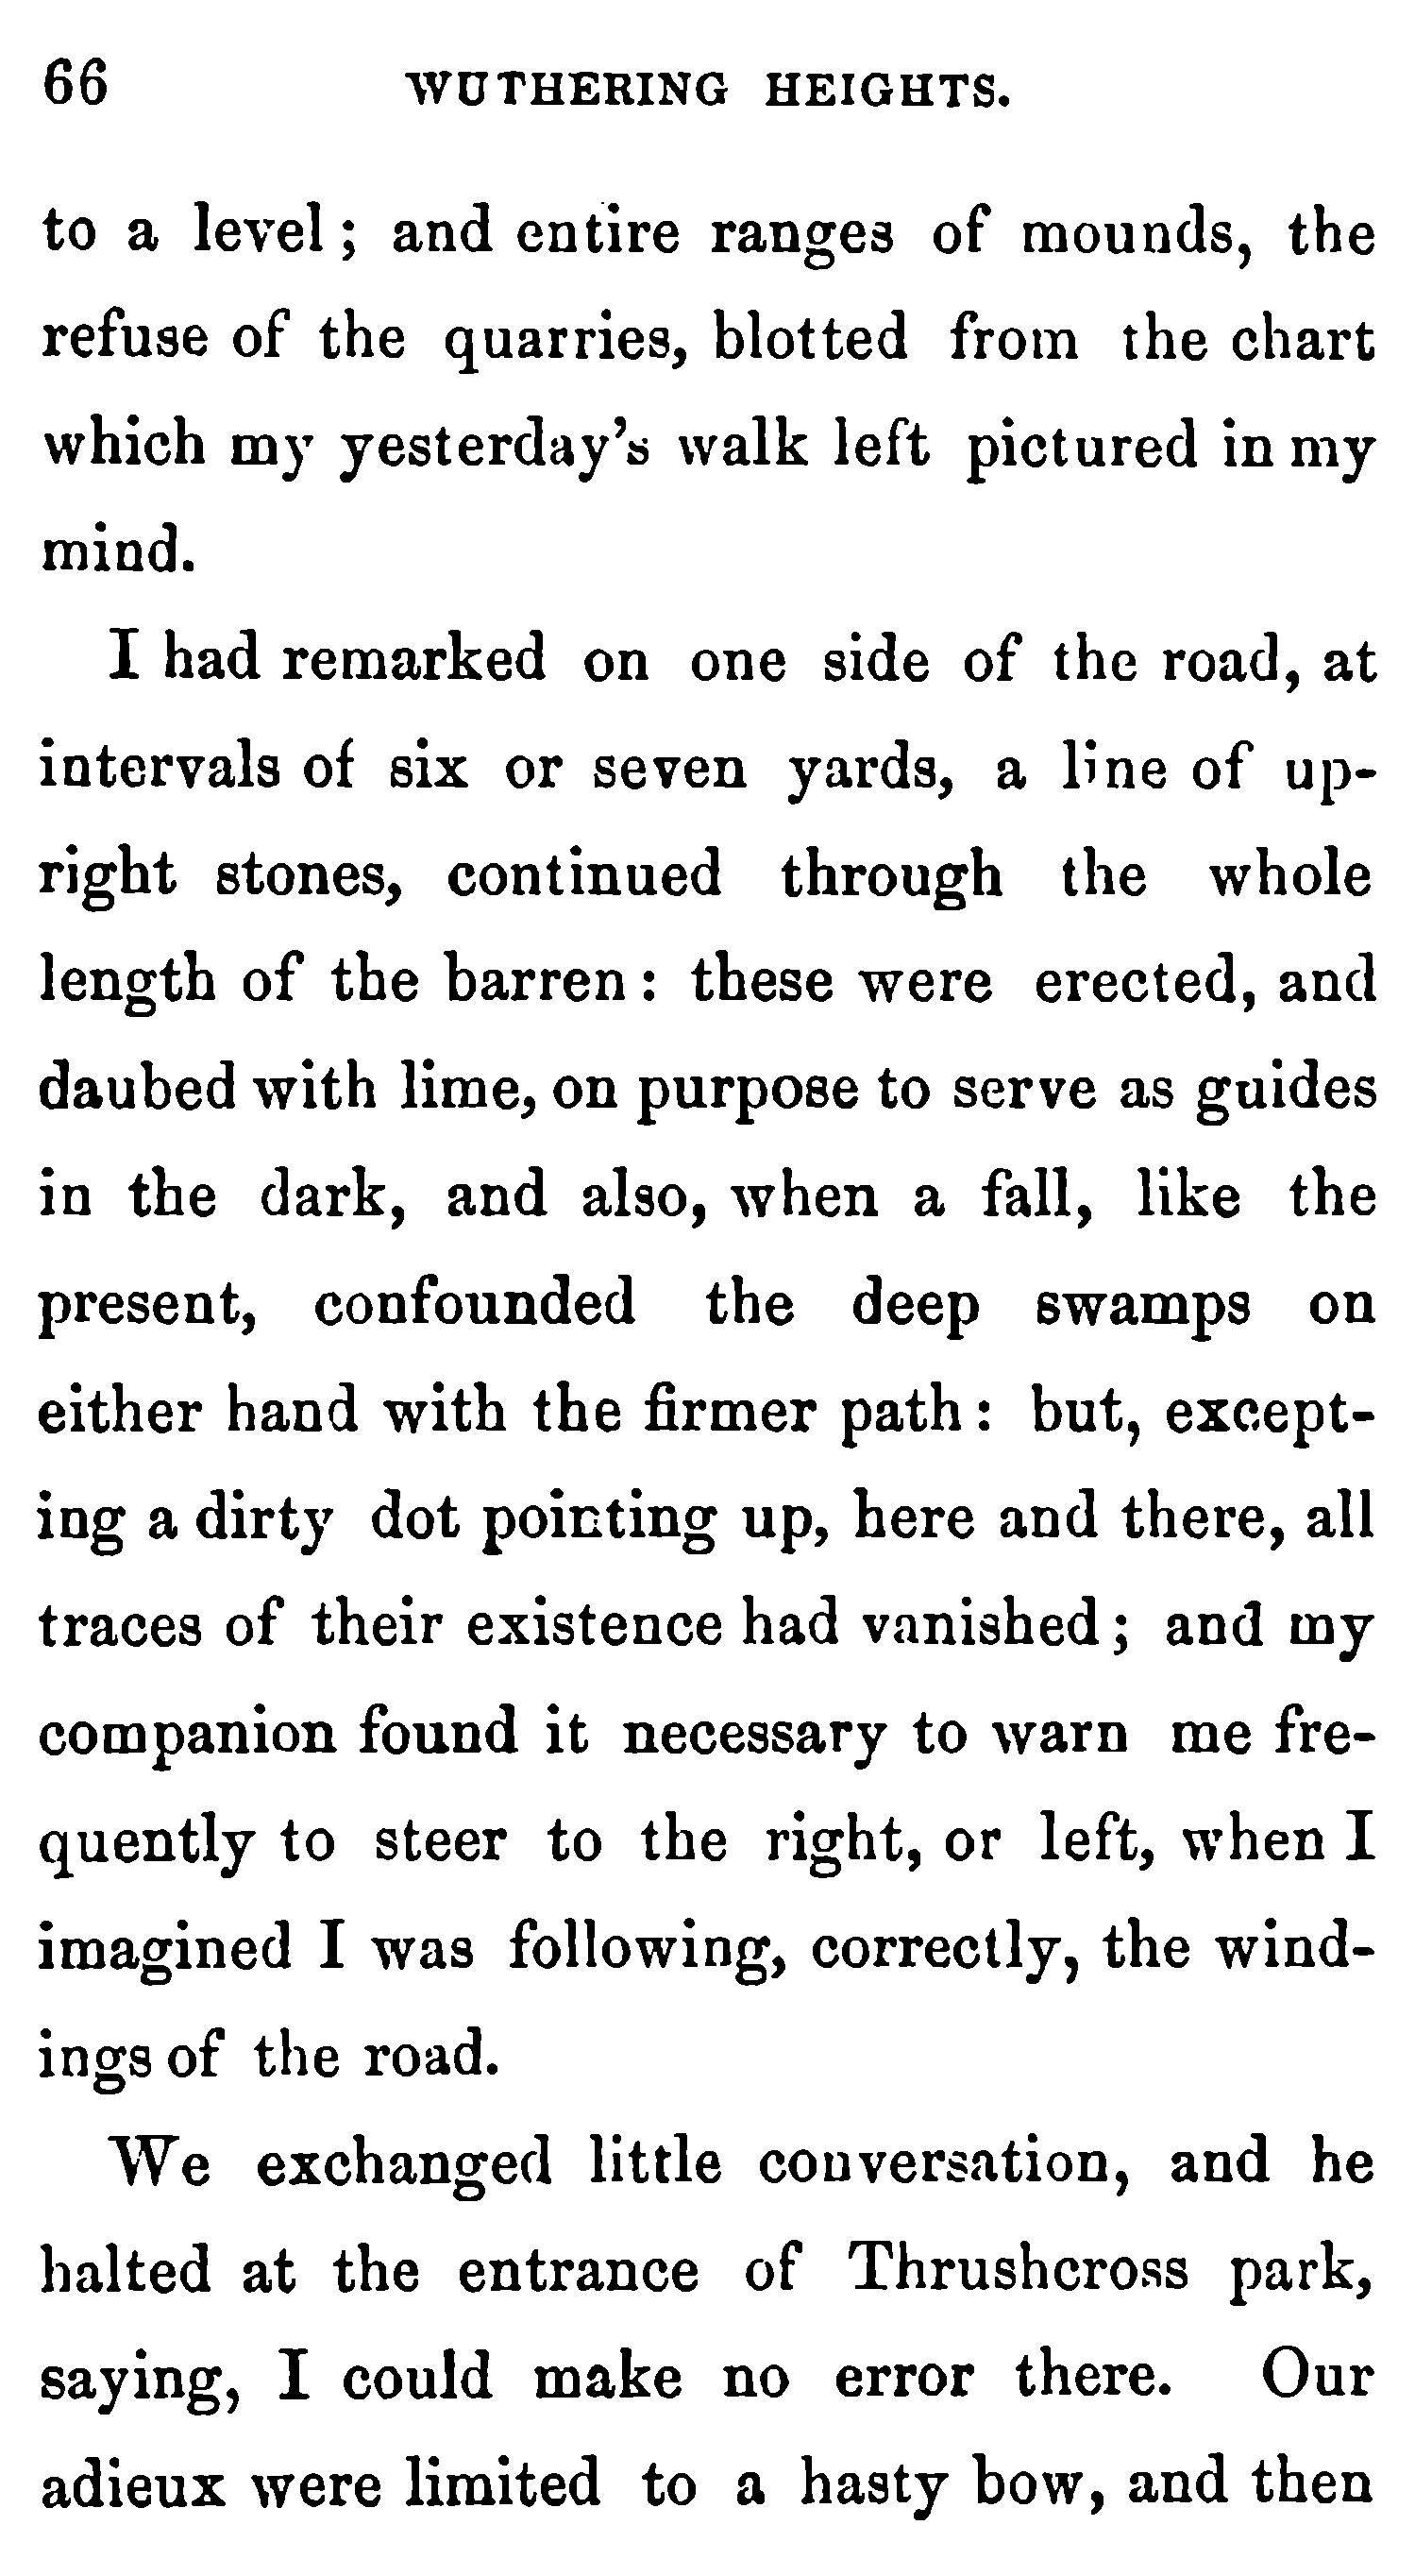 66 WUTHERING HEIGHTS.
to a level; and entire ranges of mounds, the
refuse of the quarries, blotted from the chart
which my yesterday's walk left pictured in my
mind.
I had remarked on one side of the road, at
intervals of six or seven yards, a line of up-
right stones, continued through the whole
length of the barren: these were erected, and
daubed with lime, on purpose to serve as guides
in the dark, and also, when a fall, like the
present, confounded the deep swamps on
either hand with the firmer path: but, except-
ing a dirty dot pointing up, here and there, all
traces of their existence had vanished; and my
companion found it necessary to warn me fre-
quently to steer to the right, or left, when I
imagined I was following, correctly, the wind-
ings of the road.
We exchanged little conversation, and he
halted at the entrance of Thrushcross park,
saying, I could make no error there. Our
adieux were limited to a hasty bow, and then